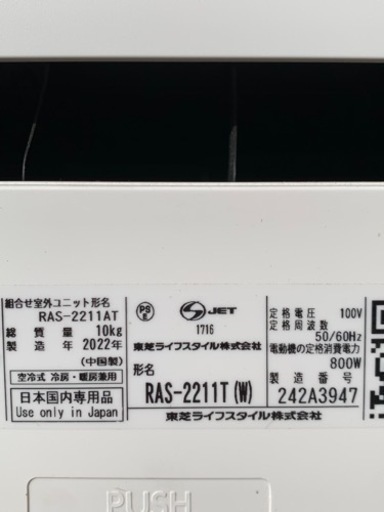 組合せ室外ユニット形名
RAS-2211AT
総質量 10kg
製造年 2022年
(中国製)
空冷式 冷房・暖房兼用
日本国内専用品
Use only in Japan
PS
E
S JET
1716
東芝ライフスタイル株式会社
形名
RAS-2211T(W)
東芝ライフスタイル株式会社
定格電圧 100V
定格周波数
50/60Hz
電動機の定格消費電力
800W
製造番号
242A3947
PUSH